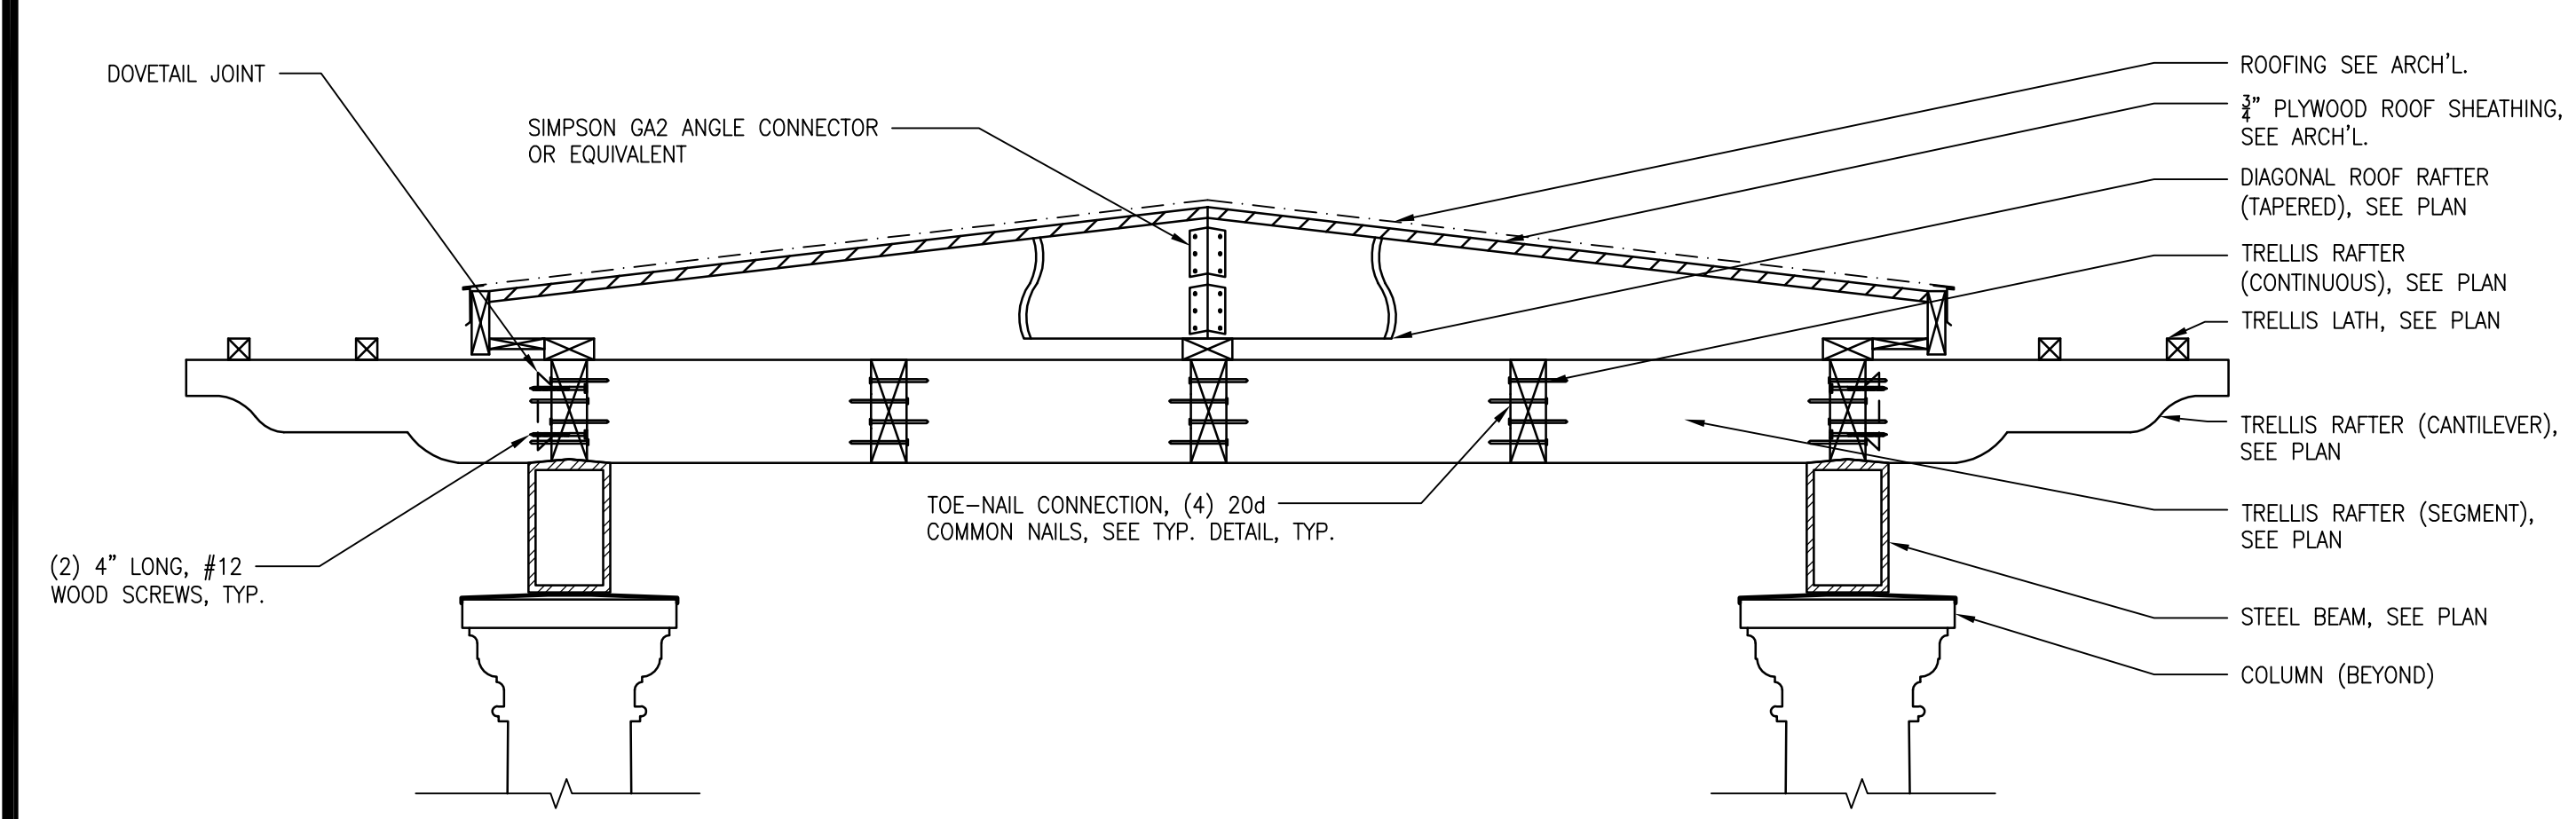 DOVETAIL JOINT
SIMPSON GA2 ANGLE CONNECTOR
OR EQUIVALENT
(2) 4" LONG, #12
WOOD SCREWS, TYP.
TOE-NAIL CONNECTION, (4) 20d
COMMON NAILS, SEE TYP. DETAIL, TYP.
ROOFING SEE ARCH'L.
3/4" PLYWOOD ROOF SHEATHING,
SEE ARCH'L.
DIAGONAL ROOF RAFTER
(TAPERED), SEE PLAN
TRELLIS RAFTER
(CONTINUOUS), SEE PLAN
TRELLIS LATH, SEE PLAN
TRELLIS RAFTER (CANTILEVER),
SEE PLAN
TRELLIS RAFTER (SEGMENT),
SEE PLAN
STEEL BEAM, SEE PLAN
COLUMN (BEYOND)